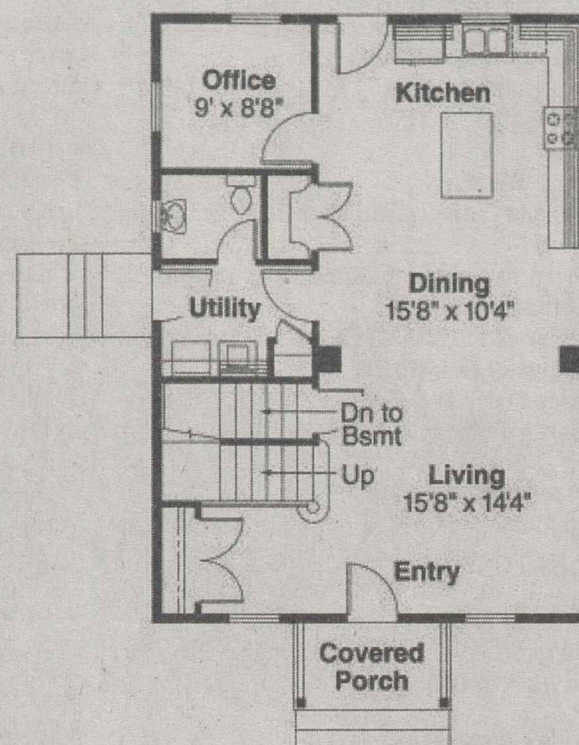 Office
9' x 8'8"
Kitchen
Dining
15'8" x 10'4"
Utility
Dn to
Bsmt
Up
Living
15'8" x 14'4"
Entry
Covered
Porch